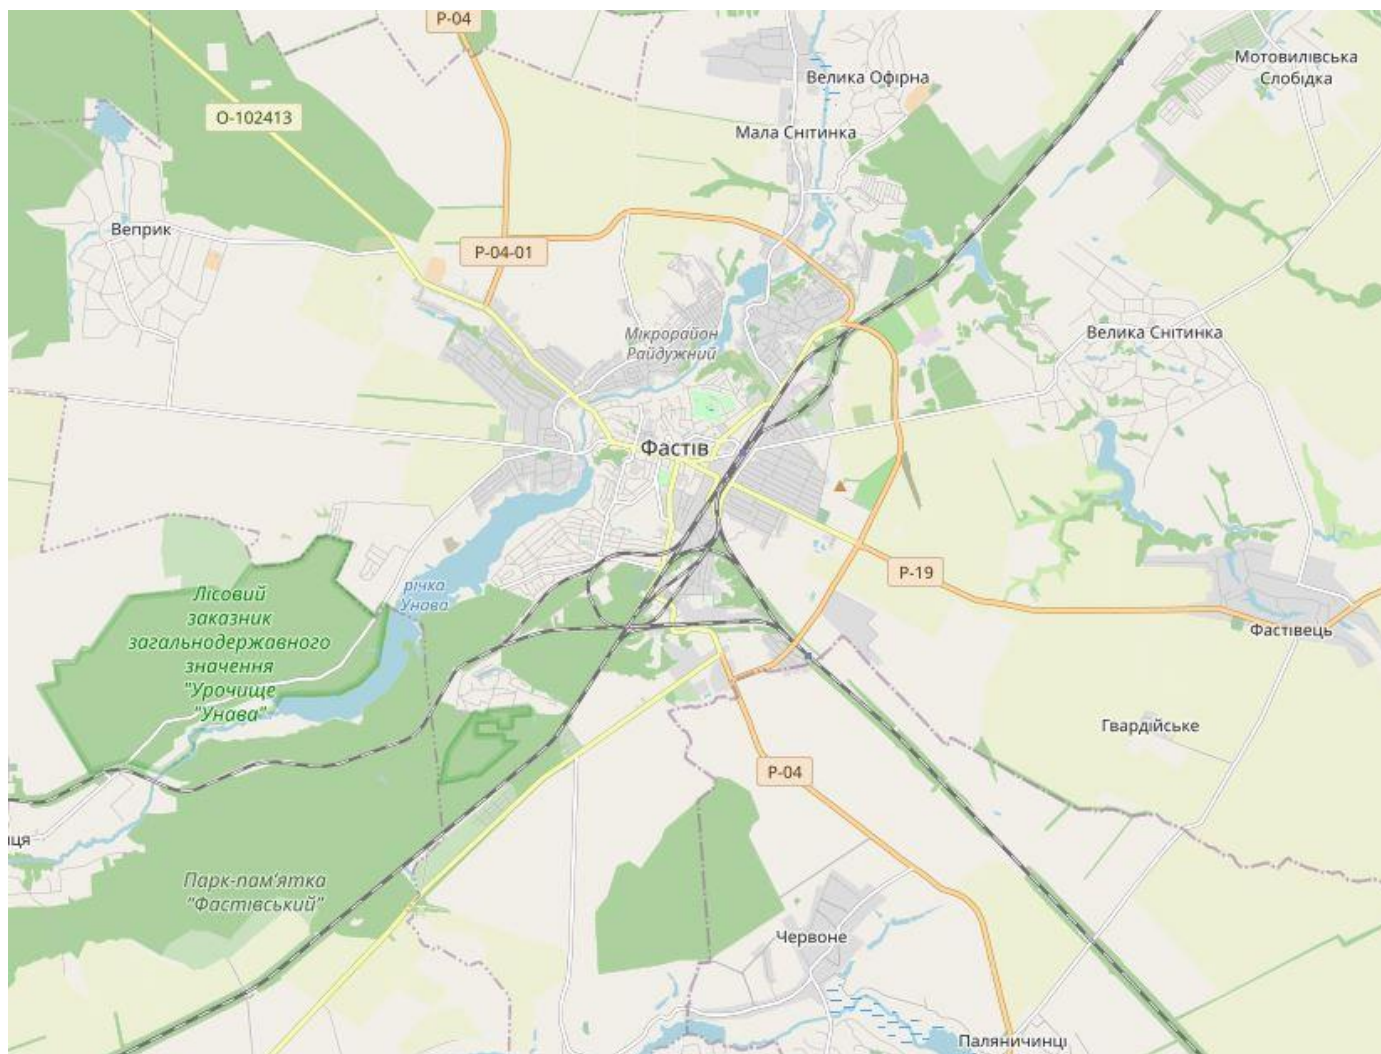 Р-04
Мотовилівська
Слобідка
Велика Офірна
О-102413
Мала Снітинка
Веприк
Р-04-01
Мікрорайон
Райдужний
Велика Снітинка
Фастів
Р-19
річка
Унава
Лісовий
заказник
загальнодержавного
значення
"Урочище
"Унава"
Фастівець
Гвардійське
Р-04
иця
Парк-пам'ятка
"Фастівський"
Червоне
Паляничинці